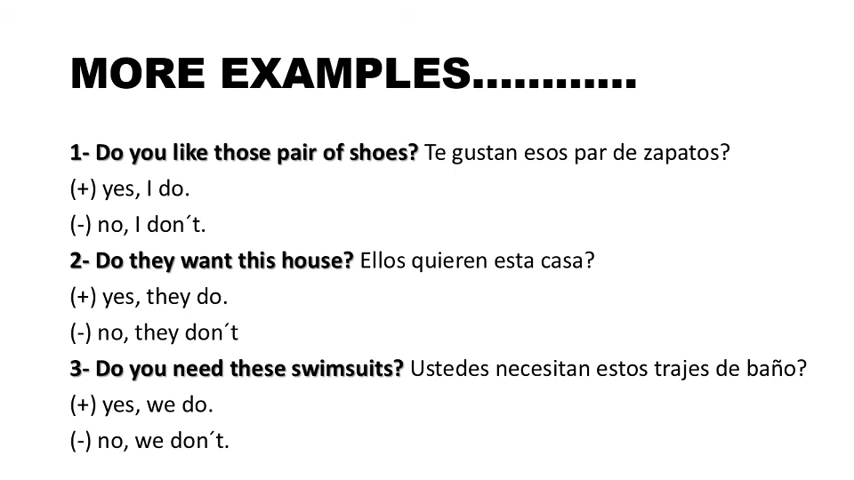 MORE EXAMPLES............
1- Do you like those pair of shoes? Te gustan esos par de zapatos?
(+) yes, I do.
(-) no, I don´t.
2- Do they want this house? Ellos quieren esta casa?
(+) yes, they do.
(-) no, they don´t
3- Do you need these swimsuits? Ustedes necesitan estos trajes de baño?
(+) yes, we do.
(-) no, we don´t.